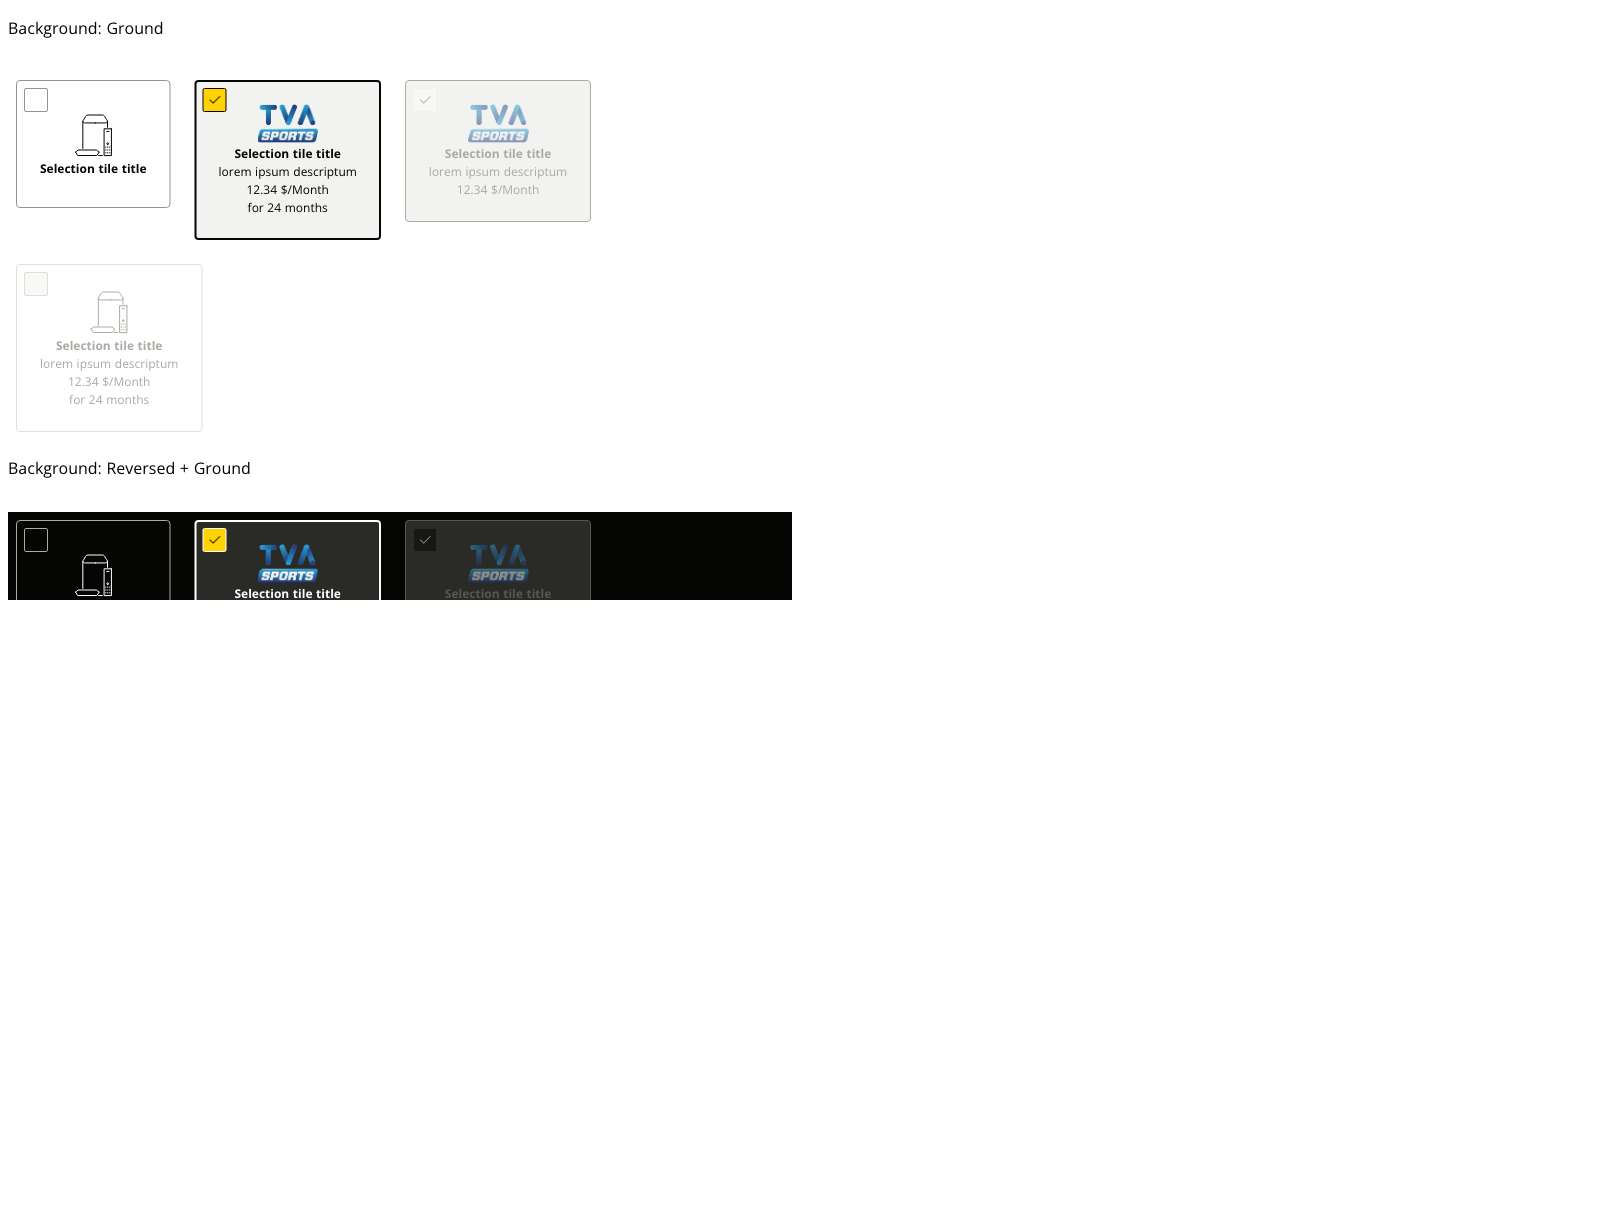 Background: Ground
Selection tile title
TVA
SPORTS
Selection tile title
lorem ipsum descriptum
12.34 $/Month
for 24 months
TVA
SPORTS
Selection tile title
lorem ipsum descriptum
12.34 $/Month
Selection tile title
lorem ipsum descriptum
12.34 $/Month
for 24 months
Background: Reversed + Ground
TVA
SPORTS
Selection tile title
TVA
SPORTS
Selection tile title